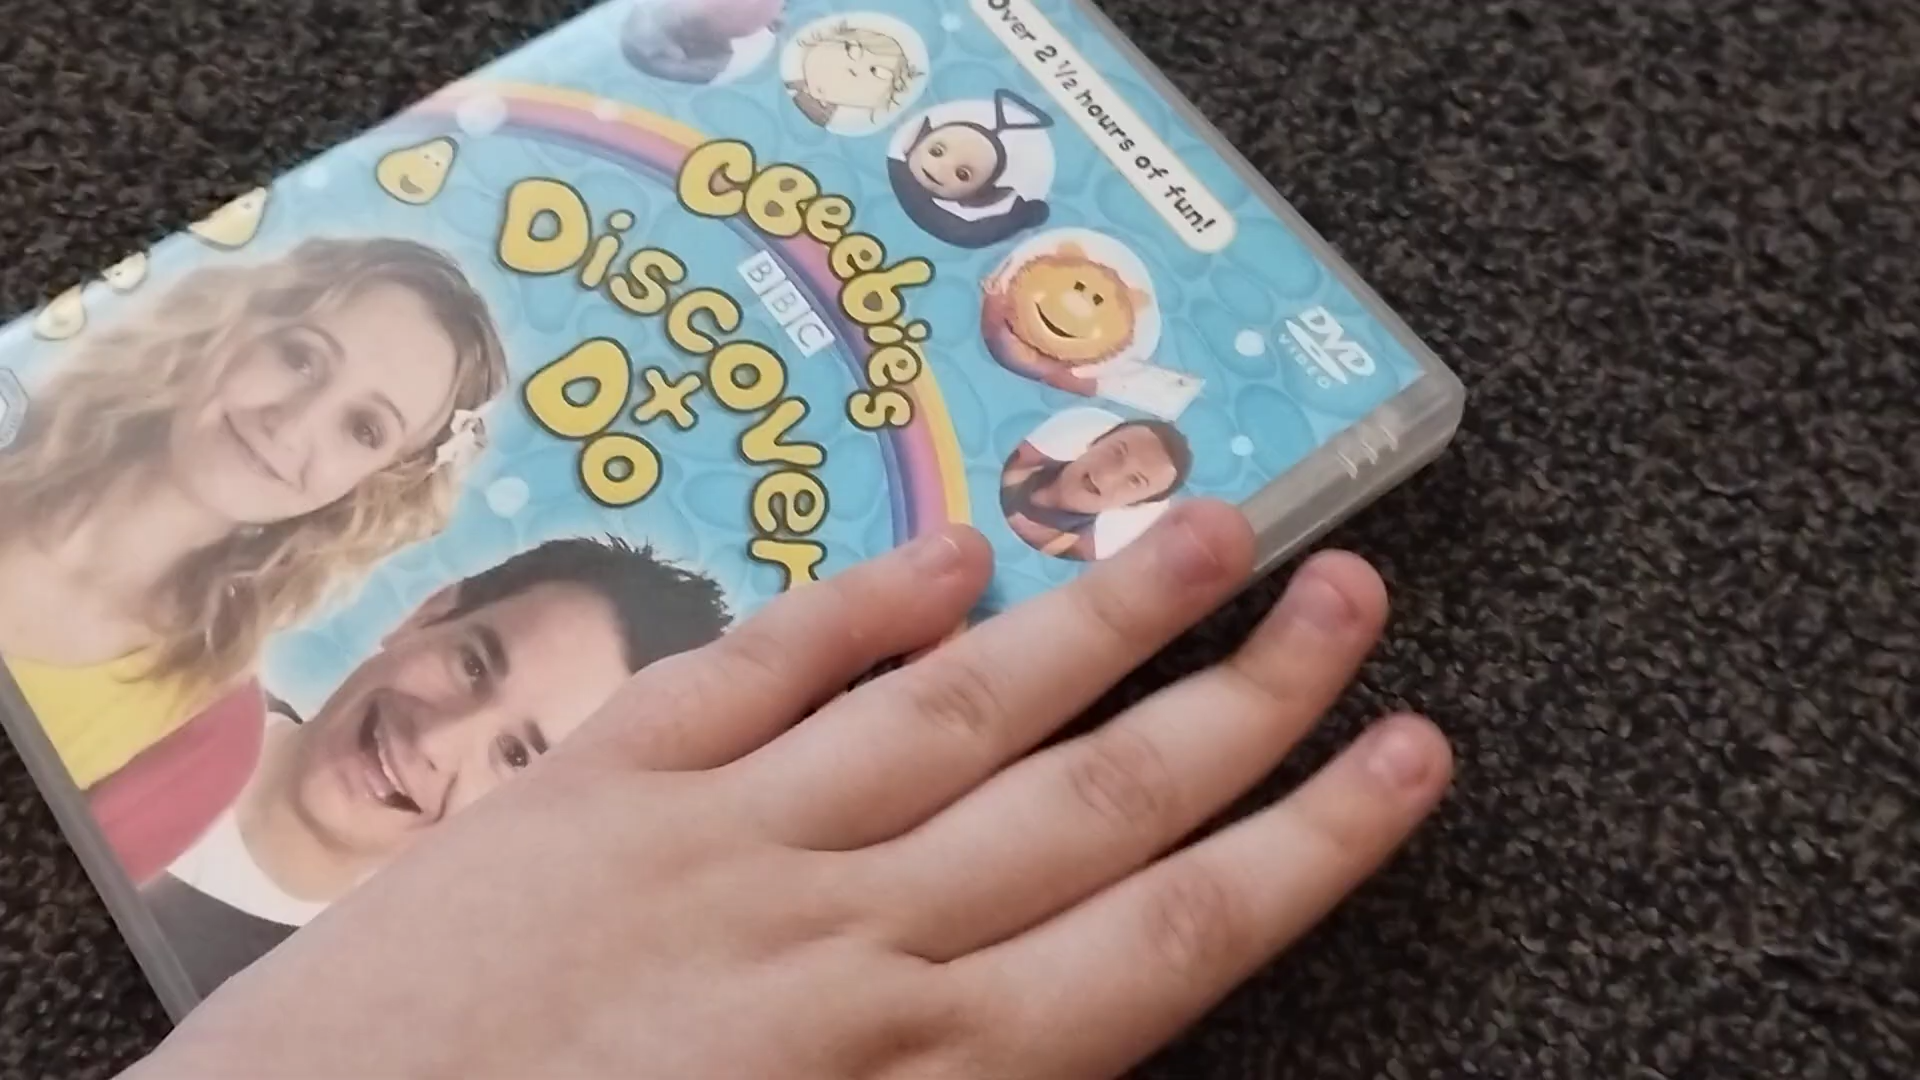 Over 2 1/2 hours of fun!
CBeebies
BBC
Discover
+
Do
DVD
VIDEO